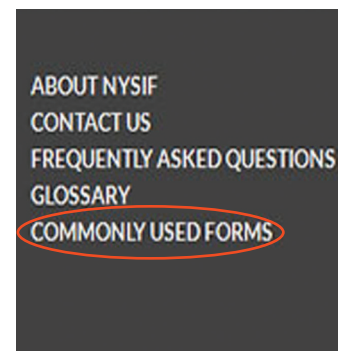 ABOUT NYSIF
CONTACT US
FREQUENTLY ASKED QUESTIONS
GLOSSARY
COMMONLY USED FORMS